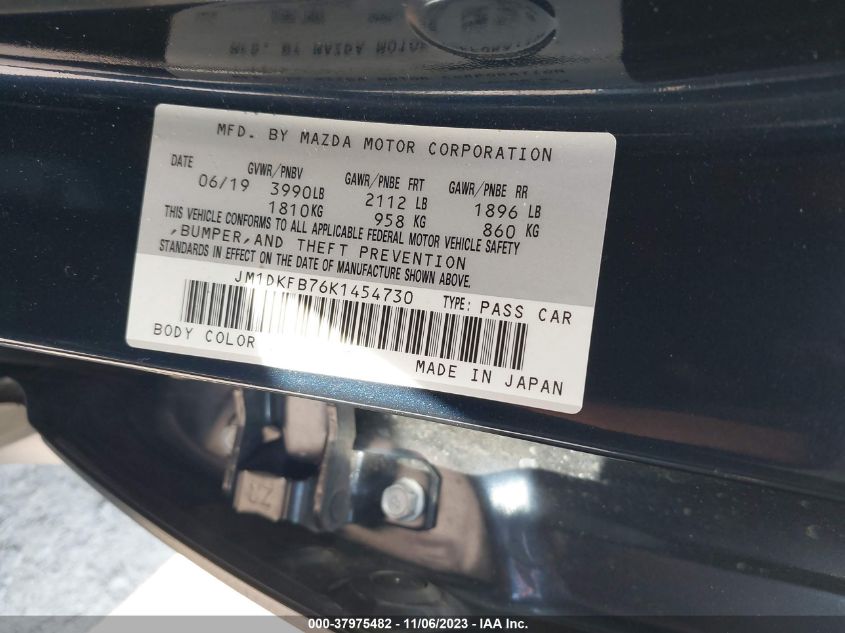 MFD. BY MAZDA MOTOR CORPORATION
DATE GVWR/PNBV GAWR/PNBE FRT GAWR/PNBE RR
06/19 3990LB 2112 LB 1896 LB
1810KG 958 KG 860 KG
THIS VEHICLE CONFORMS TO ALL APPLICABLE FEDERAL MOTOR VEHICLE SAFETY
,BUMPER,AND THEFT PREVENTION
STANDARDS IN EFFECT ON THE DATE OF MANUFACTURE SHOWN ABOVE.
JM1DKFB76K1454730 TYPE: PASS CAR
BODY COLOR
MADE IN JAPAN
000-37975482 - 11/06/2023 - IAA Inc.